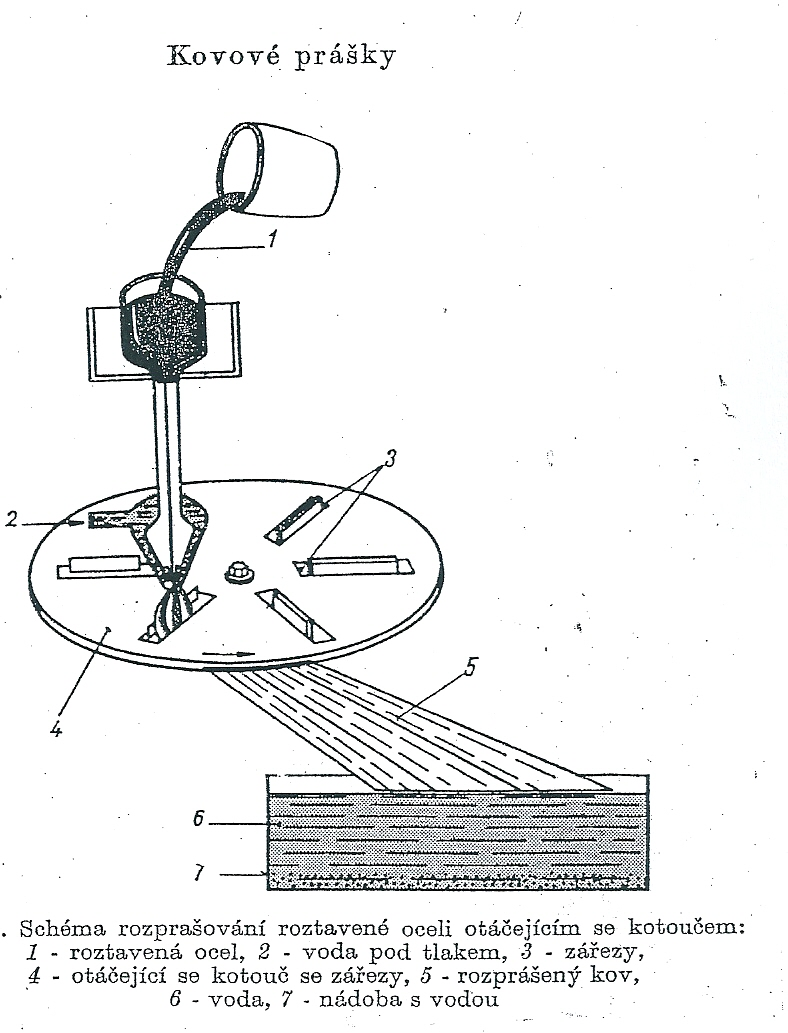 Kovové prášky
1
2
3
4
5
6
7
. Schéma rozprašování roztavené oceli otáčejícím se kotoučem:
1 - roztavená ocel, 2 - voda pod tlakem, 3 - zářezy,
4 - otáčející se kotouč se zářezy, 5 - rozprášený kov,
6 - voda, 7 - nádoba s vodou